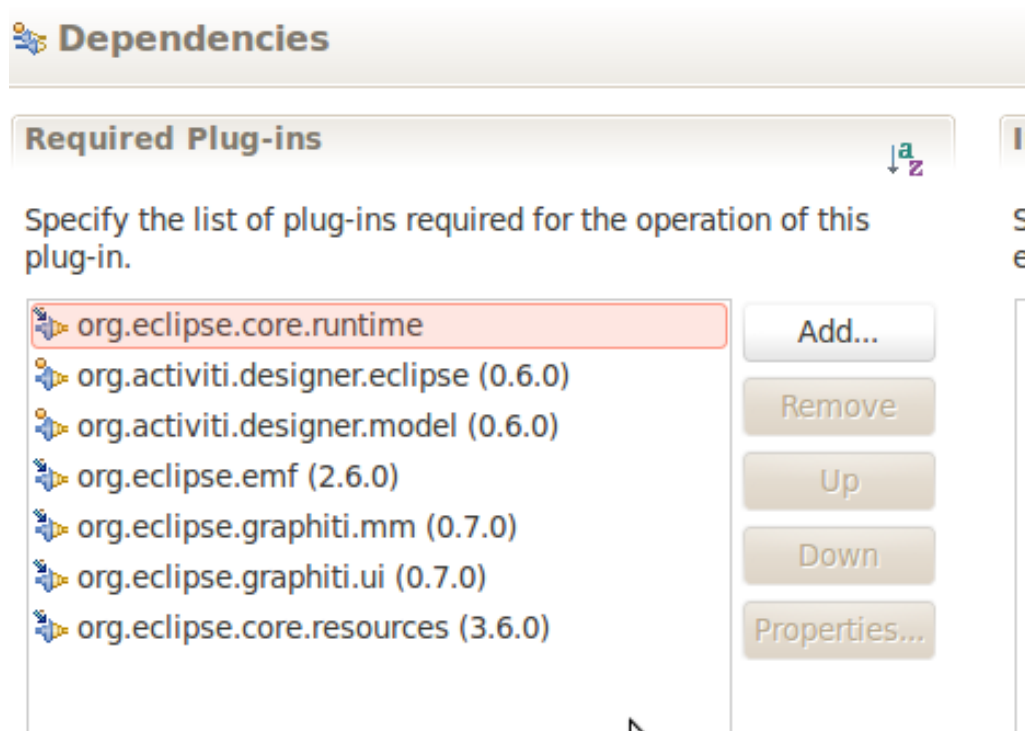 Dependencies
Required Plug-ins
a
z
Specify the list of plug-ins required for the operation of this
plug-in.
org.eclipse.core.runtime
org.activiti.designer.eclipse (0.6.0)
org.activiti.designer.model (0.6.0)
org.eclipse.emf (2.6.0)
org.eclipse.graphiti.mm (0.7.0)
org.eclipse.graphiti.ui (0.7.0)
org.eclipse.core.resources (3.6.0)
Add...
Remove
Up
Down
Properties...